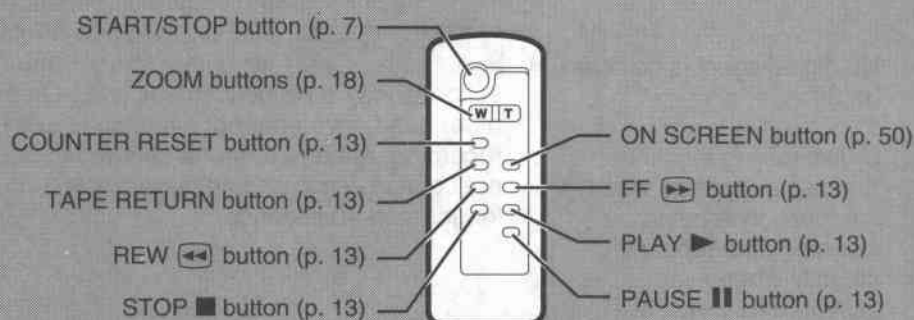 START/STOP button (p. 7)
ZOOM buttons (p. 18)
W T
COUNTER RESET button (p. 13)
ON SCREEN button (p. 50)
TAPE RETURN button (p. 13)
FF button (p. 13)
REW button (p. 13)
PLAY ▶ button (p. 13)
STOP ■ button (p. 13)
PAUSE ❚❚ button (p. 13)